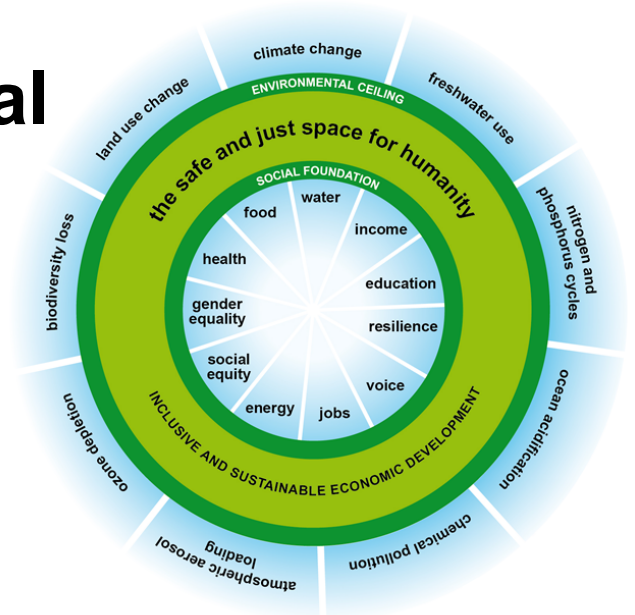 al
climate change
freshwater use
nitrogen and
phosphorus cycles
ocean acidification
chemical pollution
atmospheric aerosol
loading
ozone depletion
biodiversity loss
land use change
ENVIRONMENTAL CEILING
the safe and just space for humanity
SOCIAL FOUNDATION
water
income
education
resilience
voice
jobs
energy
social
equity
gender
equality
health
food
INCLUSIVE AND SUSTAINABLE ECONOMIC DEVELOPMENT